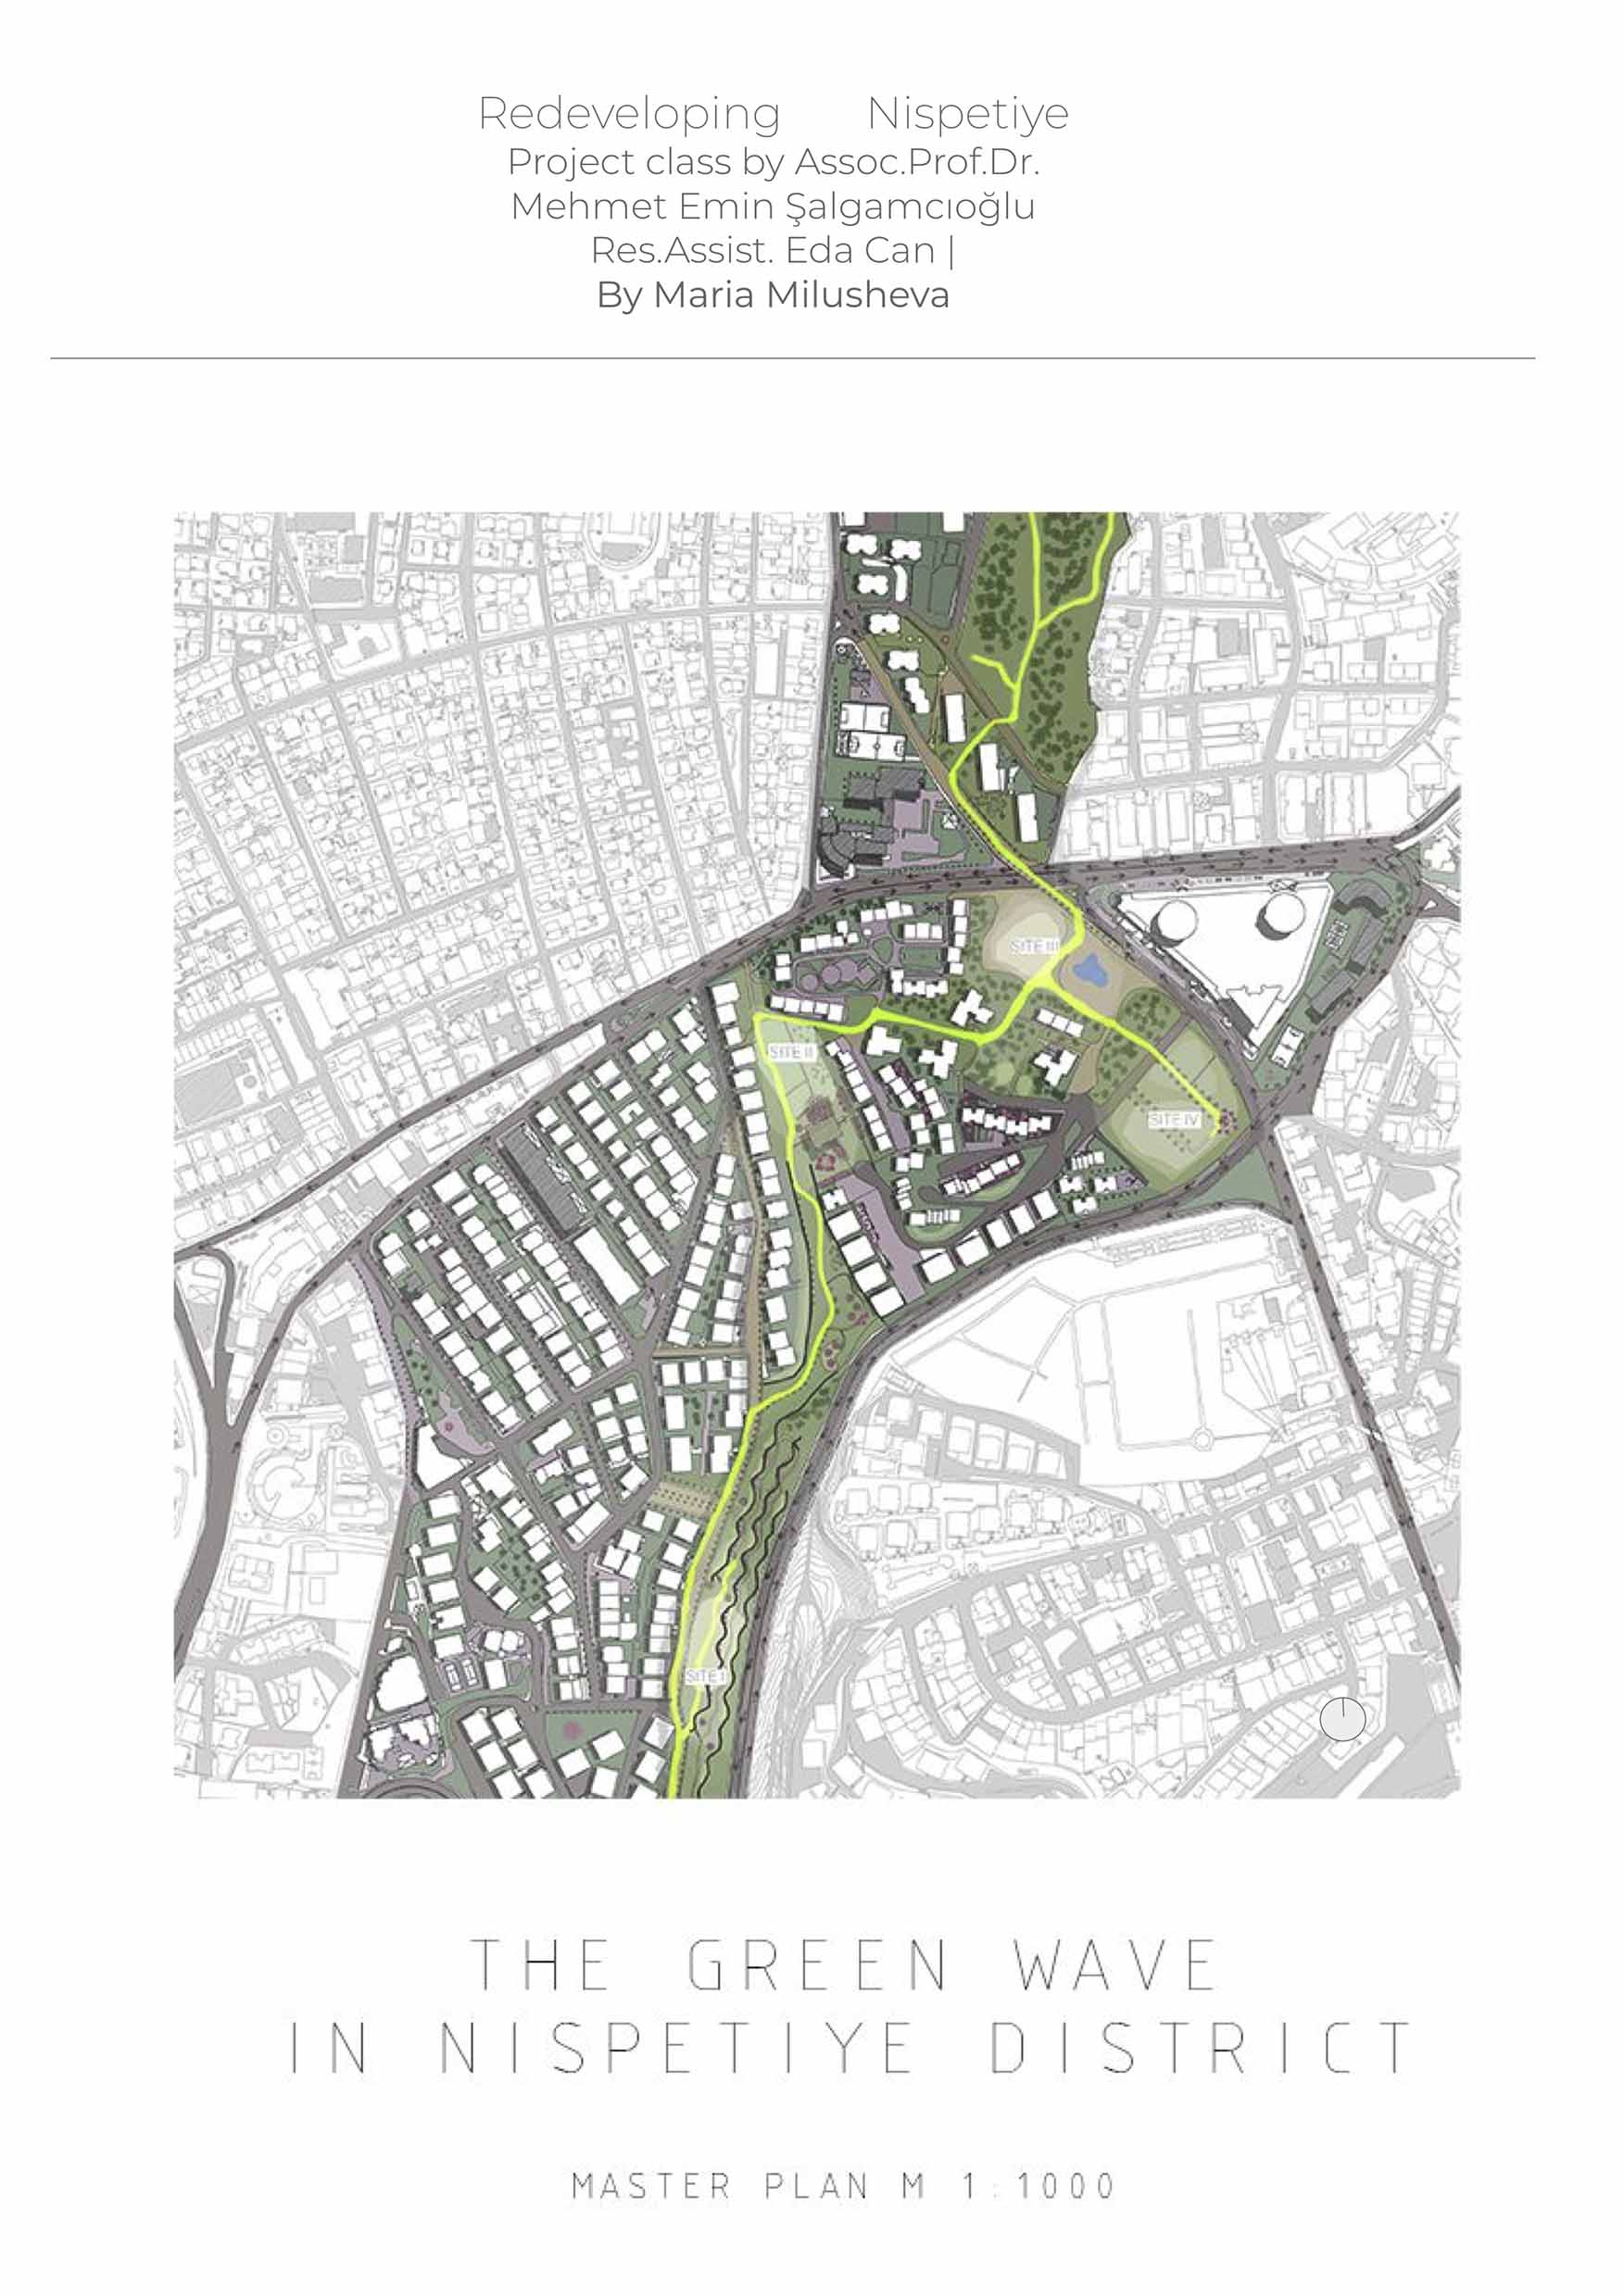 Redeveloping Nispetiye
Project class by Assoc.Prof.Dr.
Mehmet Emin Şalgamcıoğlu
Res.Assist. Eda Can |
By Maria Milusheva
SITE III
SITE II
SITE IV
SITE I
THE GREEN WAVE
IN NISPETIYE DISTRICT
MASTER PLAN M 1:1000